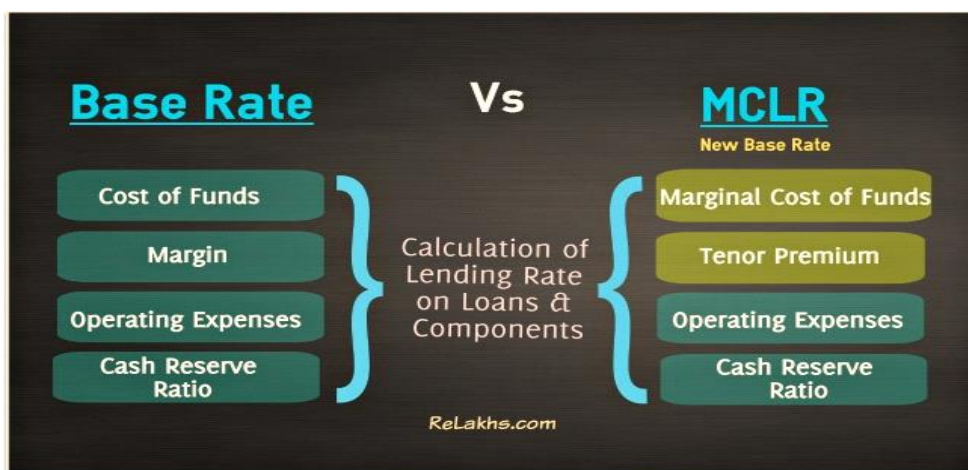 Base Rate
Vs
MCLR
New Base Rate
Cost of Funds
Margin
Operating Expenses
Cash Reserve
Ratio
Calculation of
Lending Rate
on Loans &
Components
Marginal Cost of Funds
Tenor Premium
Operating Expenses
Cash Reserve
Ratio
ReLakhs.com